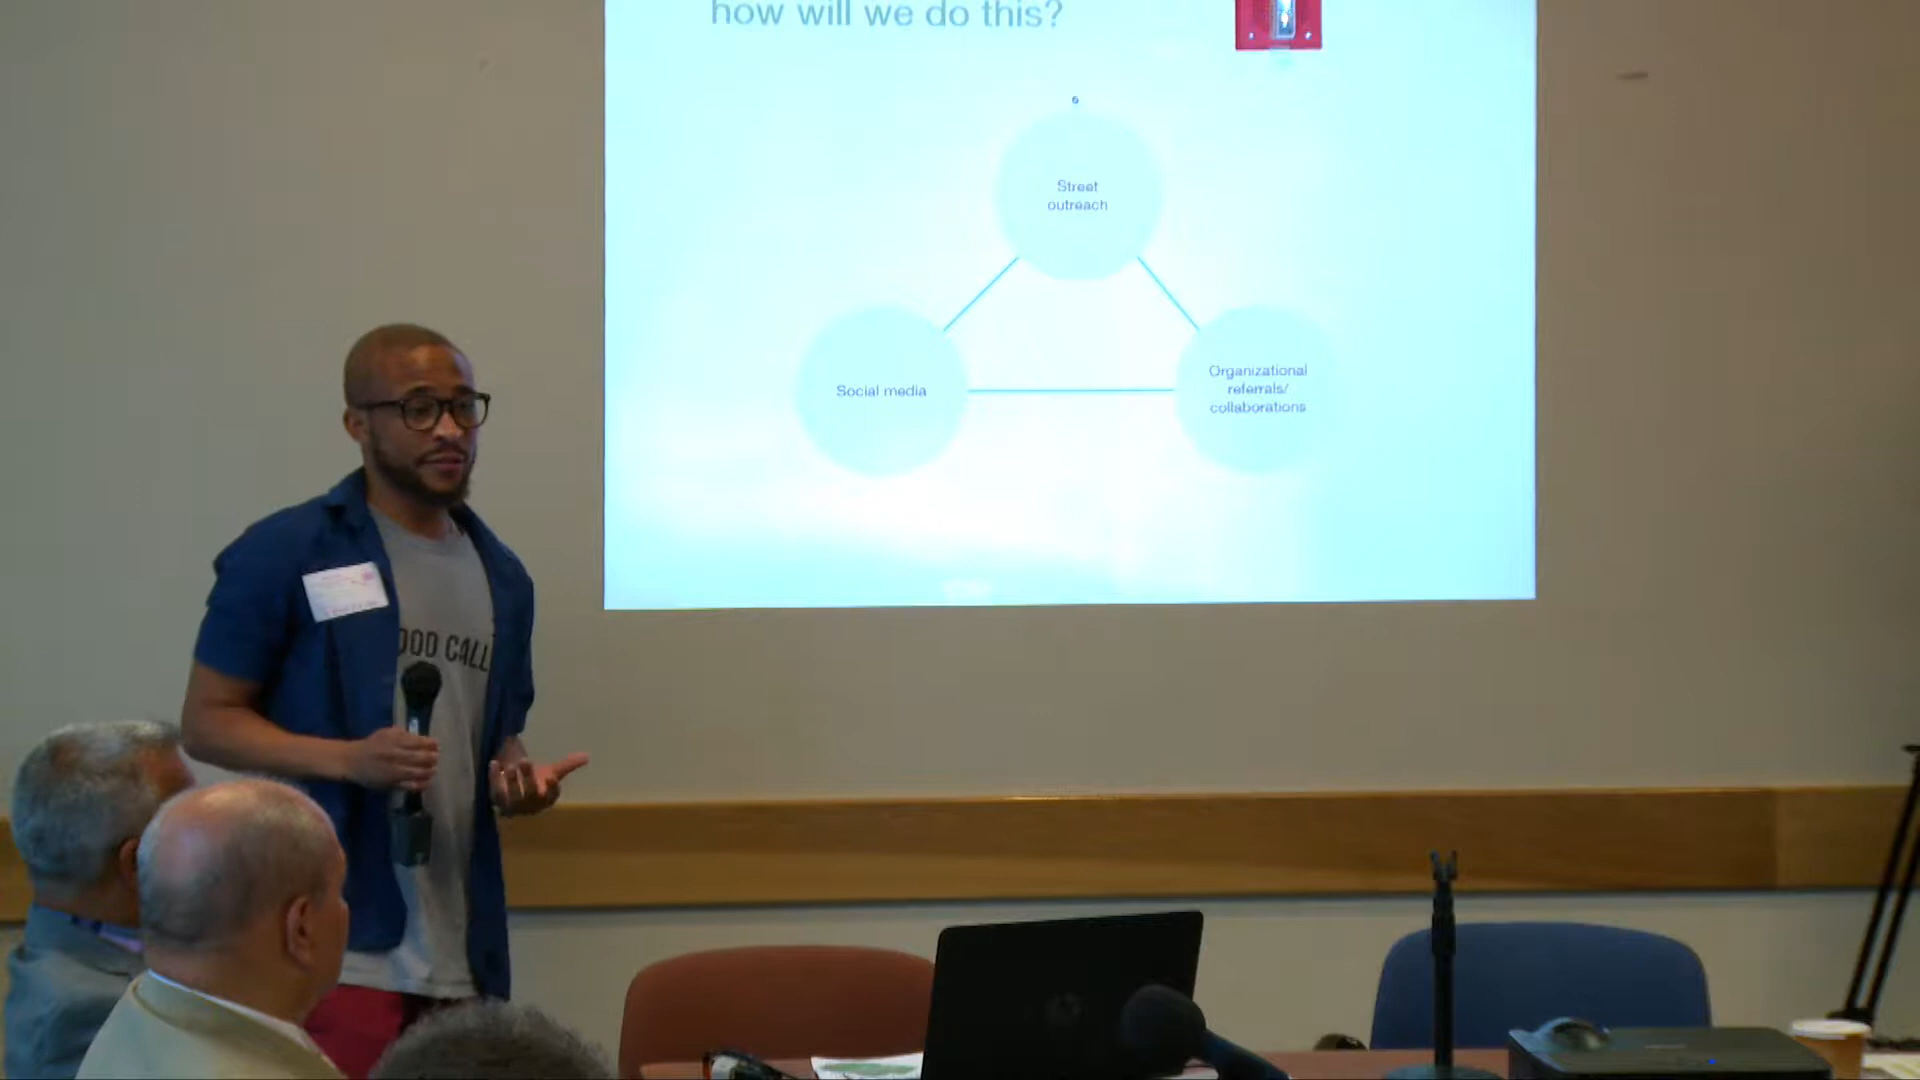 how will we do this?
Street
outreach
Social media
Organizational
referrals/
collaborations
OOD CALL